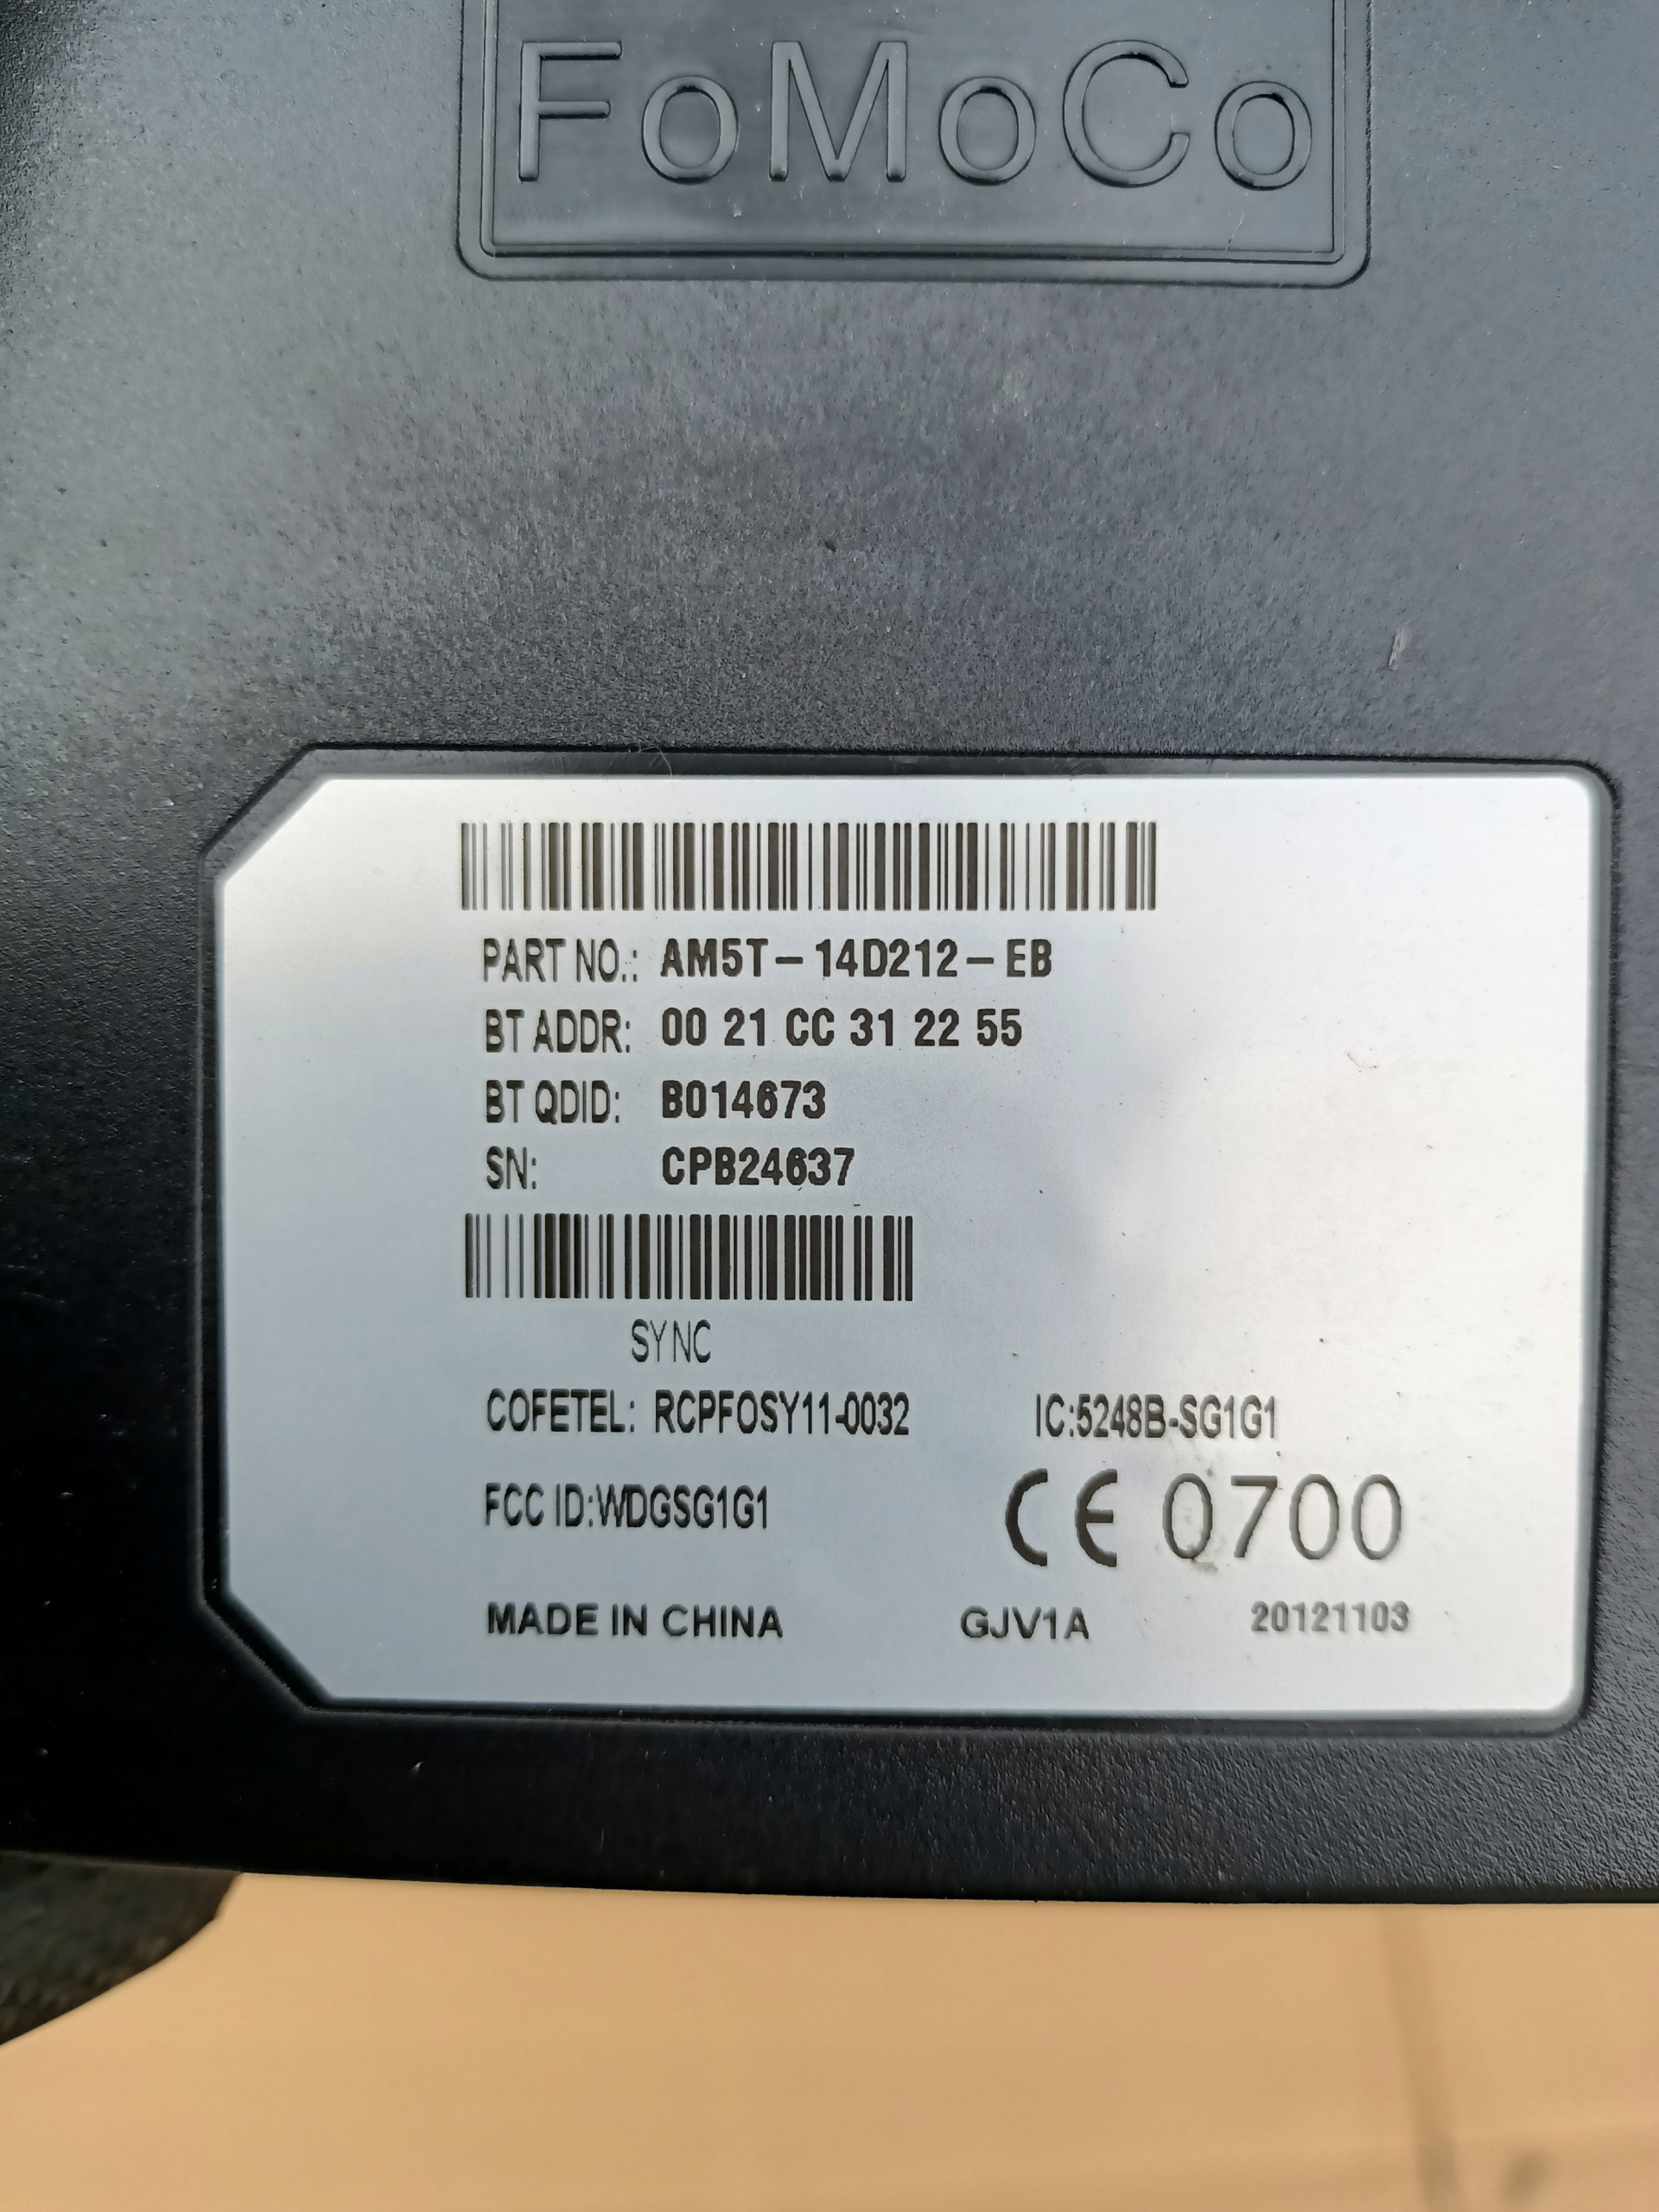 FoMoCo
PART NO.: AM5T-14D212-EB
BT ADDR: 00 21 CC 31 22 55
BT QDID: B014673
SN: CPB24637
SYNC
COFETEL: RCPFOSY11-0032 IC:5248B-SG1G1
FCC ID:WDGSG1G1 CE 0700
MADE IN CHINA GJV1A 20121103